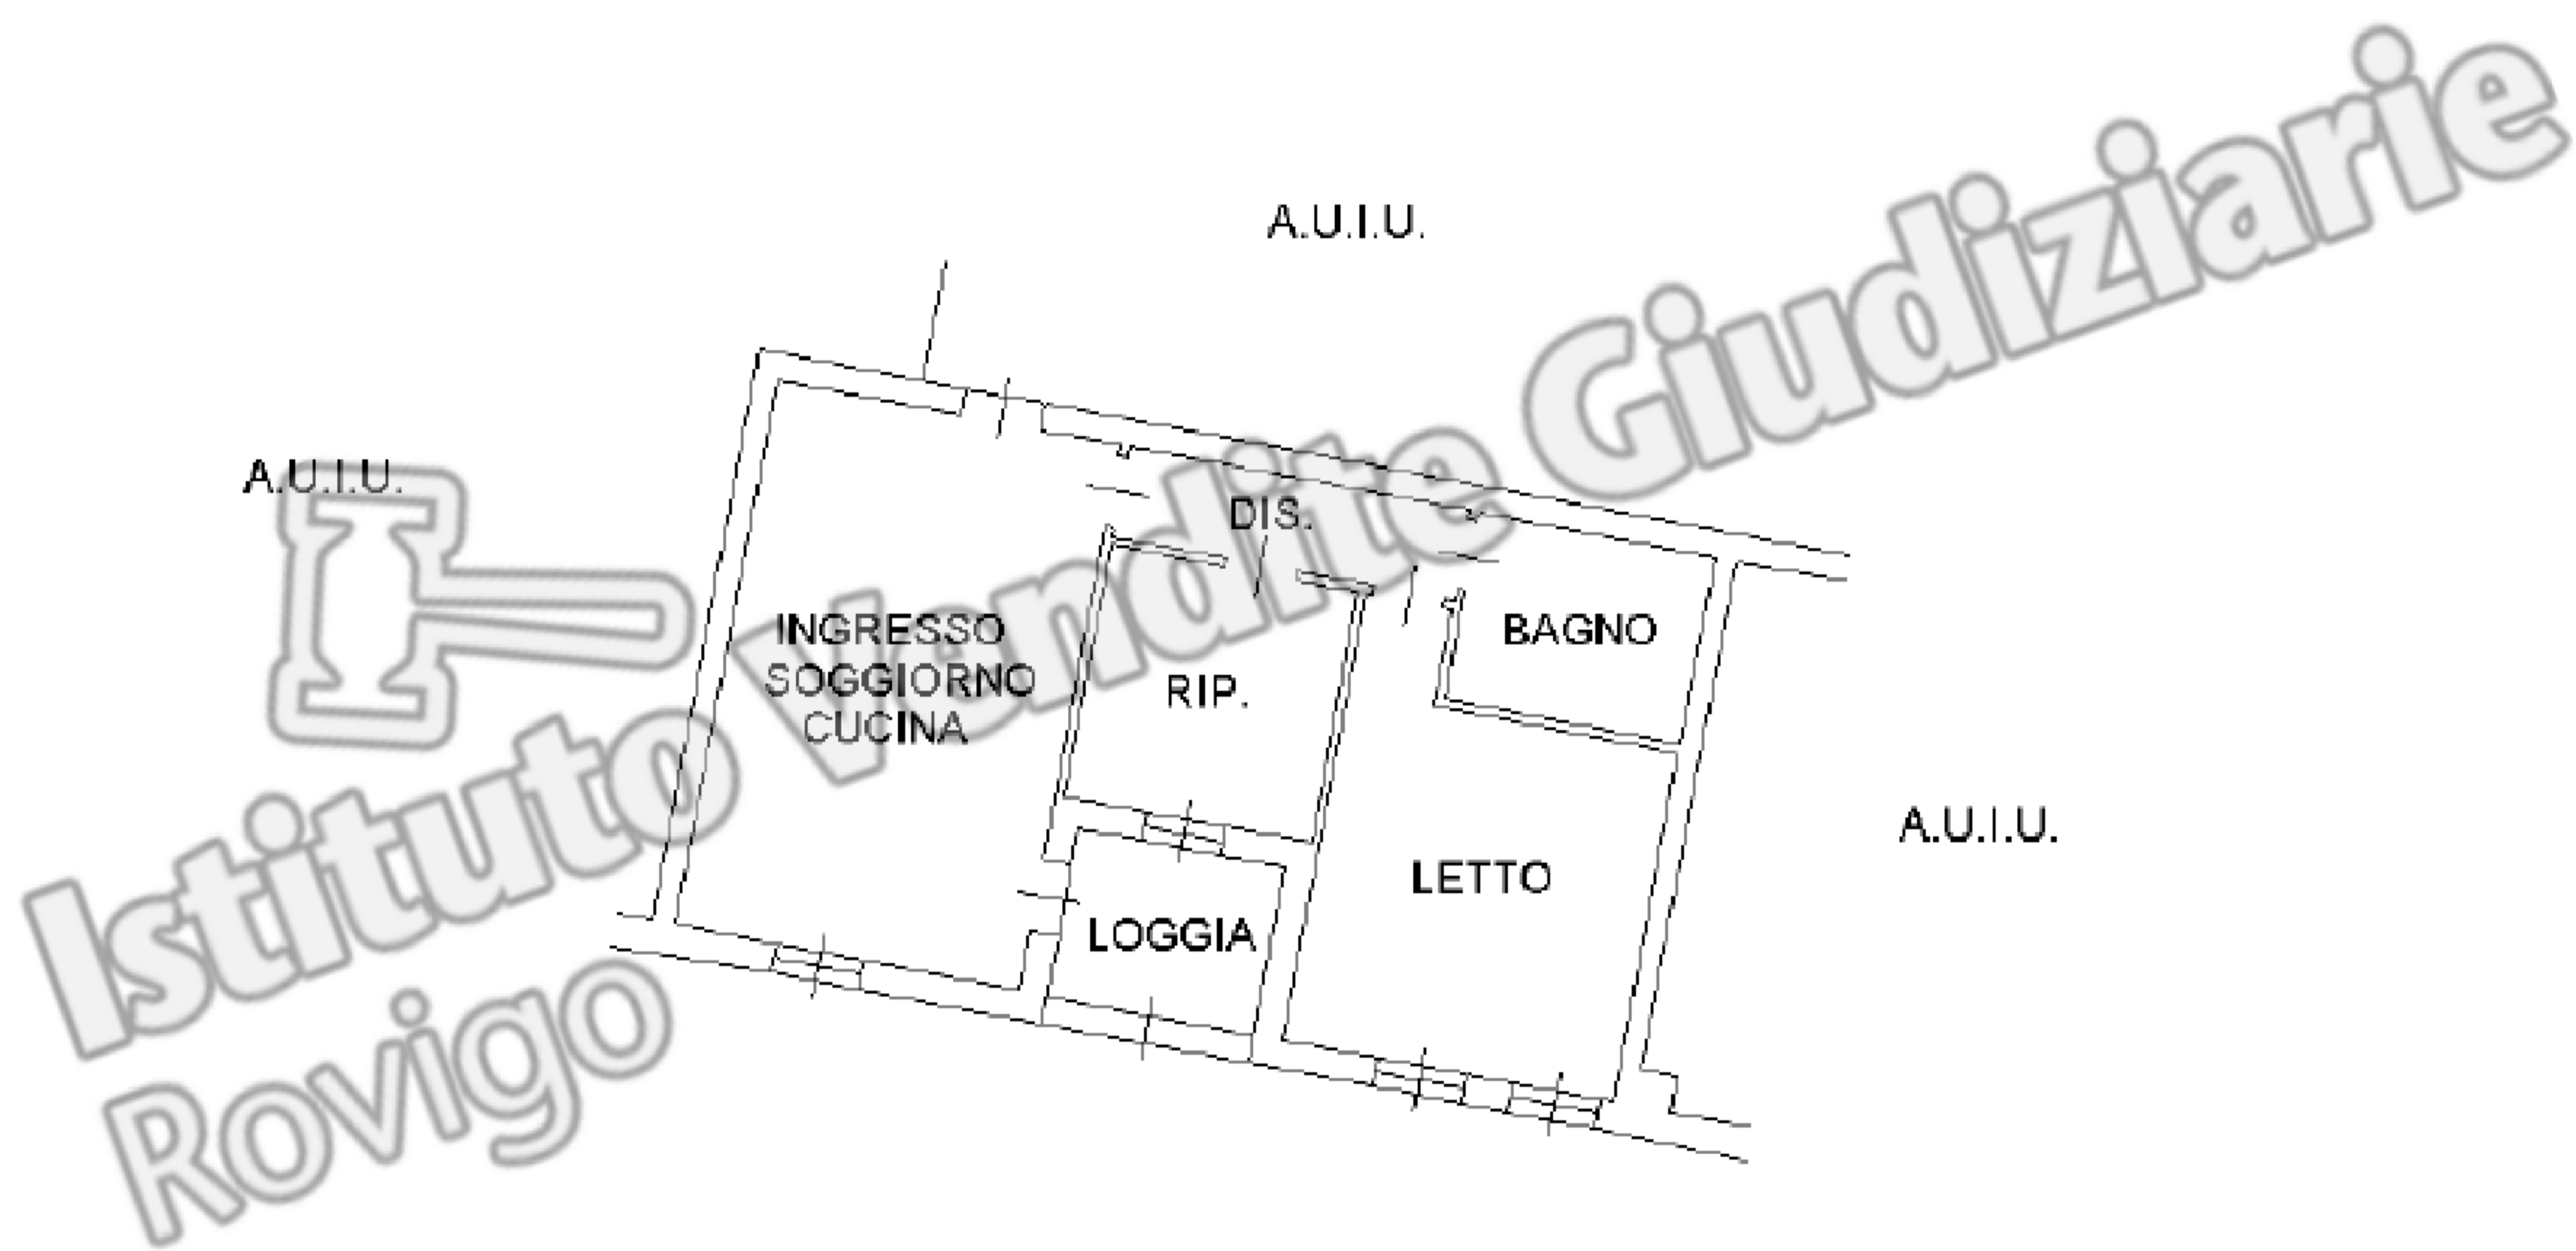 A.U.I.U.
A.U.I.U.
DIS.
INGRESSO
SOGGIORNO
CUCINA
BAGNO
RIP.
LETTO
LOGGIA
A.U.I.U.
Istituto Vendite Giudiziarie
Rovigo